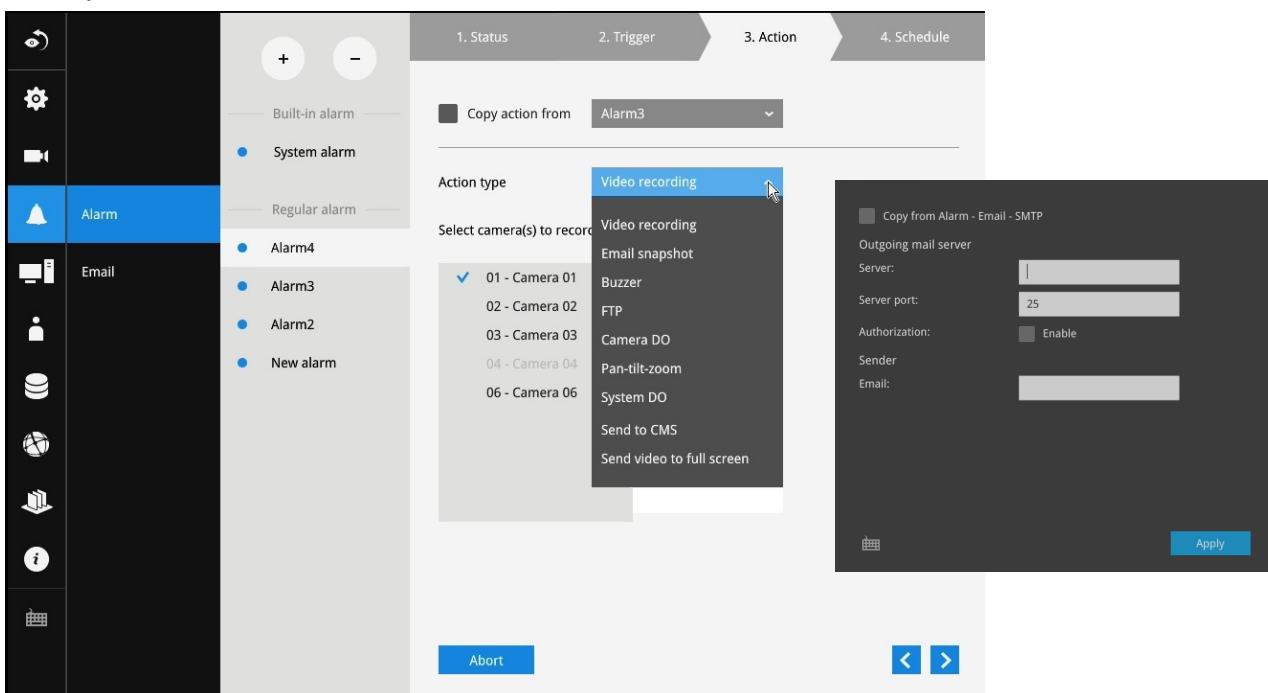 1. Status
2. Trigger
3. Action
4. Schedule
+
-
Built-in alarm
System alarm
Regular alarm
Alarm4
Alarm3
Alarm2
New alarm
Alarm
Email
i
Copy action from
Alarm3
Action type
Video recording
Select camera(s) to recor
01 - Camera 01
02 - Camera 02
03 - Camera 03
04 - Camera 04
06 - Camera 06
Video recording
Email snapshot
Buzzer
FTP
Camera DO
Pan-tilt-zoom
System DO
Send to CMS
Send video to full screen
Abort
Copy from Alarm - Email - SMTP
Outgoing mail server
Server:
Server port:
25
Authorization:
Enable
Sender
Email:
Apply